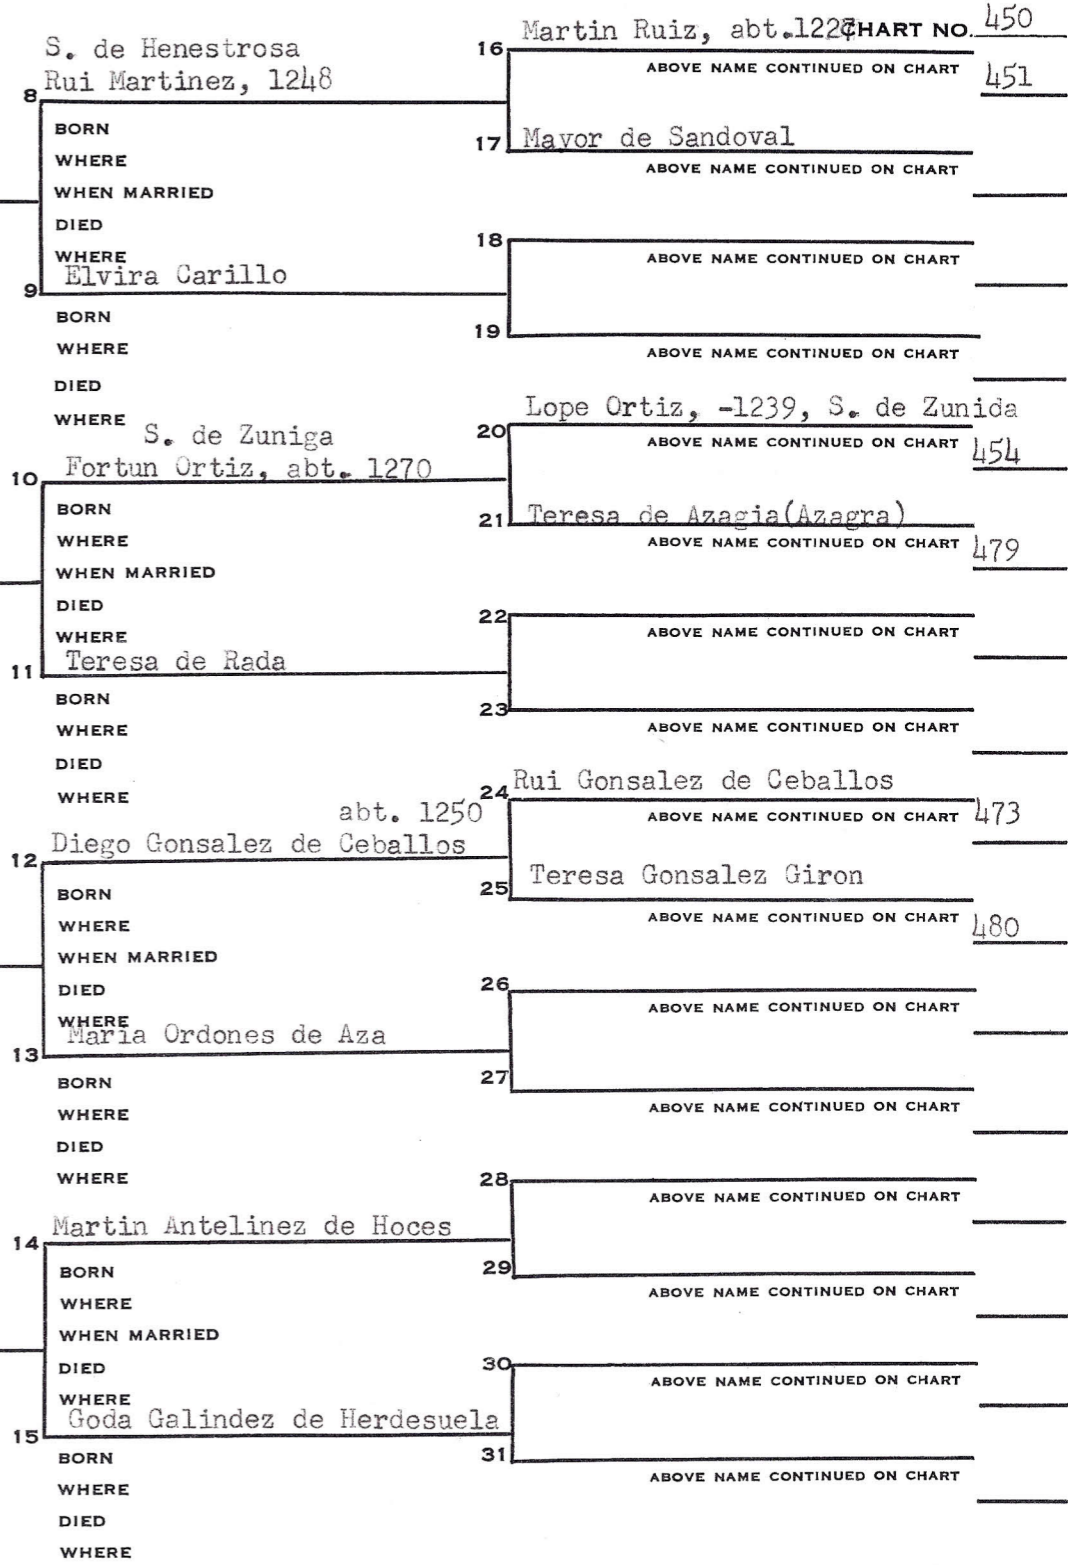 CHART NO. 450
S. de Henestrosa
8 Rui Martinez, 1248
BORN
WHERE
WHEN MARRIED
DIED
WHERE
9 Elvira Carillo
BORN
WHERE
DIED
WHERE
S. de Zuniga
10 Fortun Ortiz, abt. 1270
BORN
WHERE
WHEN MARRIED
DIED
WHERE
11 Teresa de Rada
BORN
WHERE
DIED
WHERE
abt. 1250
12 Diego Gonsalez de Ceballos
BORN
WHERE
WHEN MARRIED
DIED
WHERE
13 Maria Ordones de Aza
BORN
WHERE
DIED
WHERE
14 Martin Antelinez de Hoces
BORN
WHERE
WHEN MARRIED
DIED
WHERE
15 Goda Galindez de Herdesuela
BORN
WHERE
DIED
WHERE
16 Martin Ruiz, abt.
ABOVE NAME CONTINUED ON CHART 451
17 Mavor de Sandoval
ABOVE NAME CONTINUED ON CHART
18
ABOVE NAME CONTINUED ON CHART
19
ABOVE NAME CONTINUED ON CHART
20 Lope Ortiz, -1239, S. de Zunida
ABOVE NAME CONTINUED ON CHART 454
21 Teresa de Azagia(Azagra)
ABOVE NAME CONTINUED ON CHART 479
22
ABOVE NAME CONTINUED ON CHART
23
ABOVE NAME CONTINUED ON CHART
24 Rui Gonsalez de Ceballos
ABOVE NAME CONTINUED ON CHART 473
25 Teresa Gonsalez Giron
ABOVE NAME CONTINUED ON CHART 480
26
ABOVE NAME CONTINUED ON CHART
27
ABOVE NAME CONTINUED ON CHART
28
ABOVE NAME CONTINUED ON CHART
29
ABOVE NAME CONTINUED ON CHART
30
ABOVE NAME CONTINUED ON CHART
31
ABOVE NAME CONTINUED ON CHART